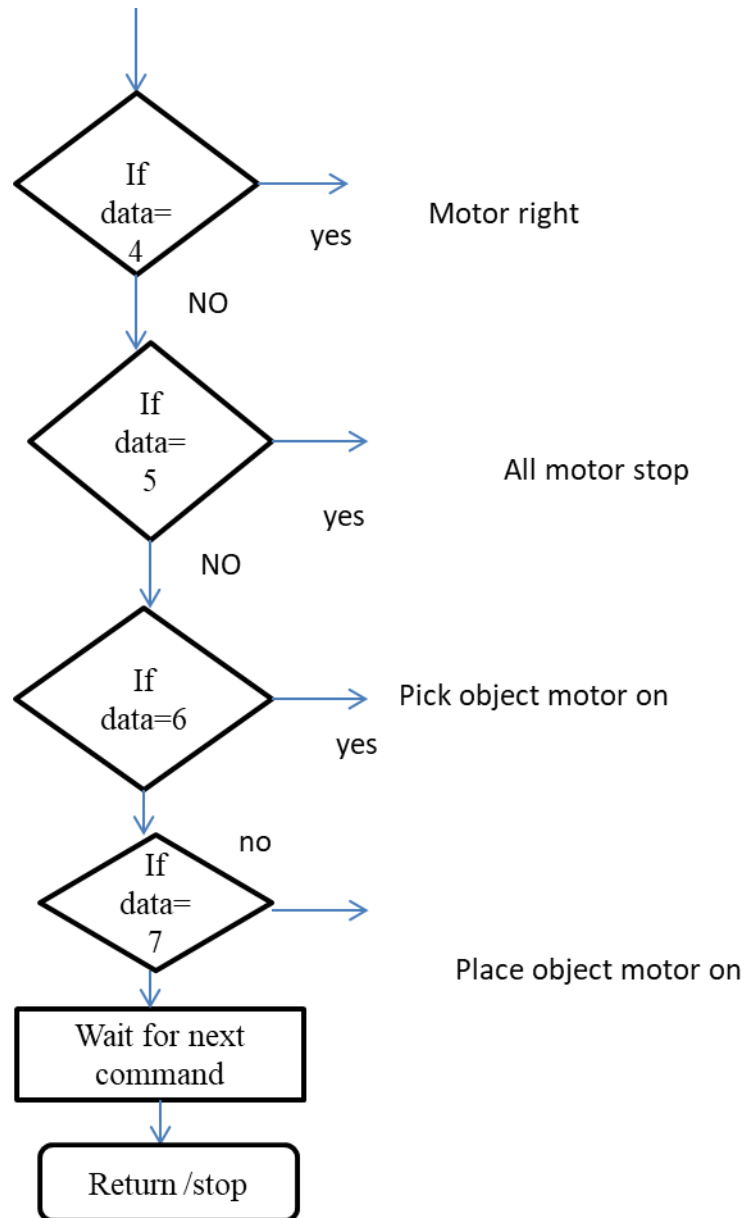 If
data=
4
yes
Motor right
NO
If
data=
5
yes
All motor stop
NO
If
data=6
yes
Pick object motor on
no
If
data=
7
Place object motor on
Wait for next
command
Return /stop